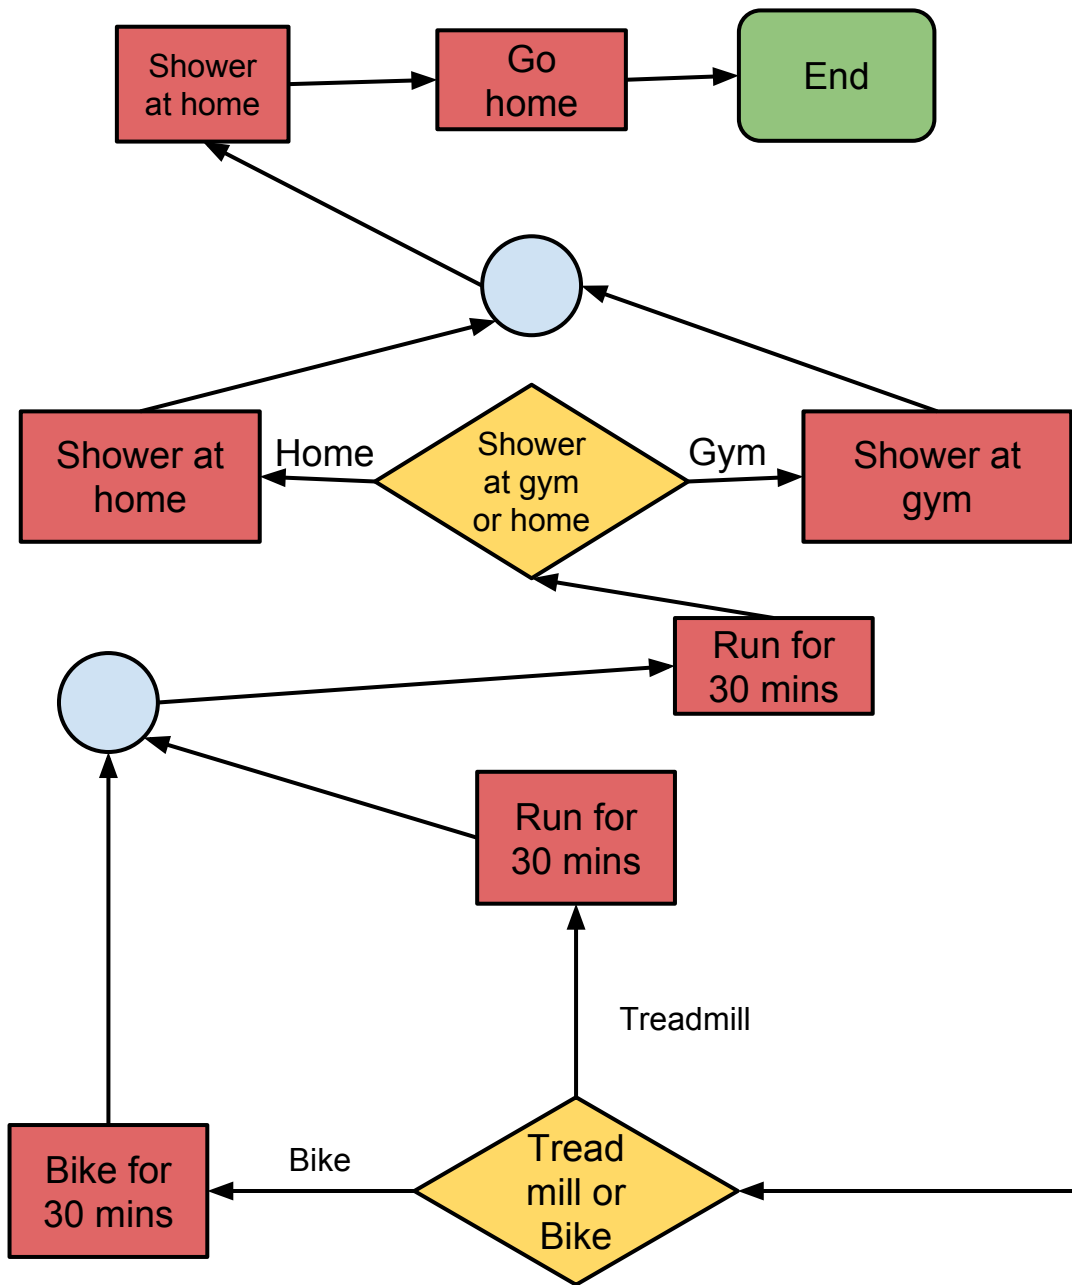 Shower
at home
Go
home
End
Shower at
home
Home
Shower
at gym
or home
Gym
Shower at
gym
Run for
30 mins
Run for
30 mins
Treadmill
Bike for
30 mins
Bike
Tread
mill or
Bike